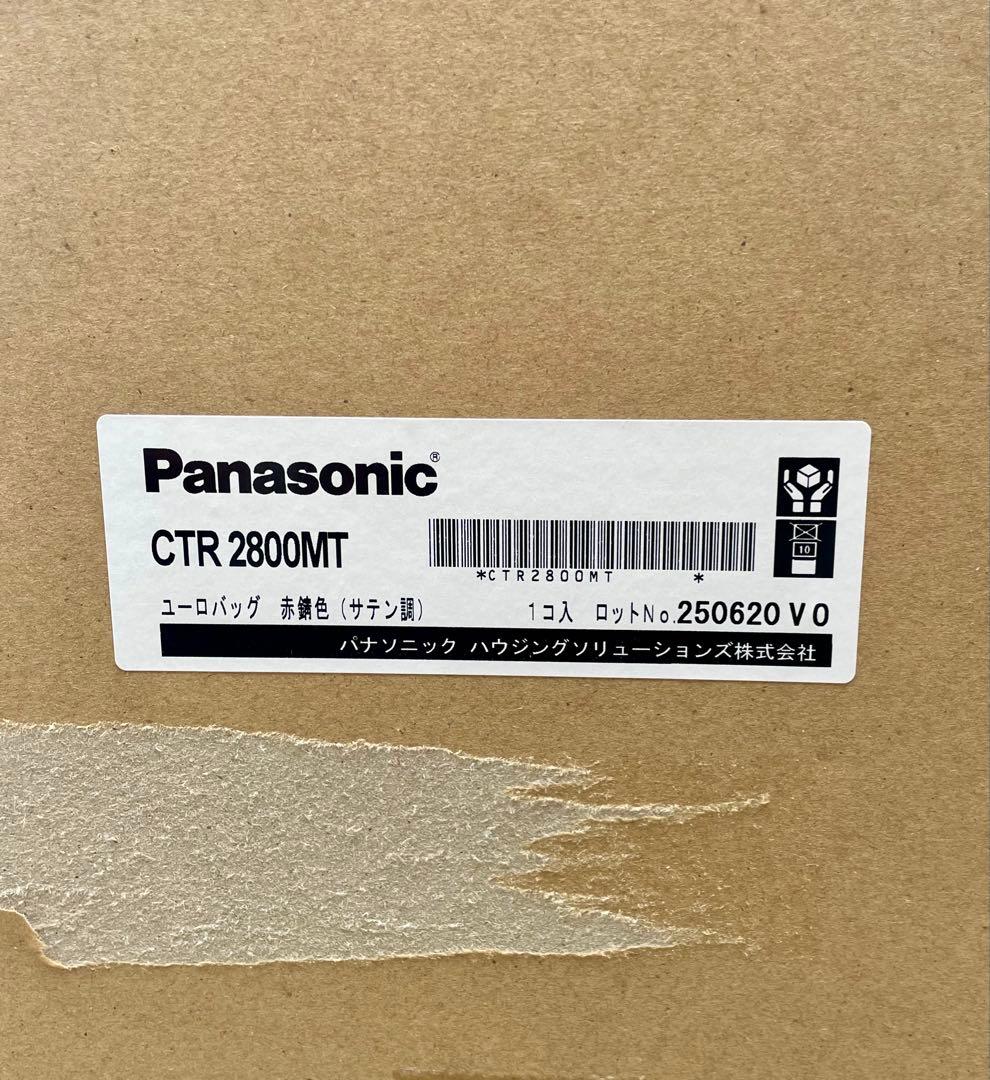 Panasonic®
CTR 2800MT
*CTR2800MT *
10
ユーロバッグ 赤錆色(サテン調) 1コ入 ロットNo.250620 V0
パナソニック ハウジングソリューションズ株式会社